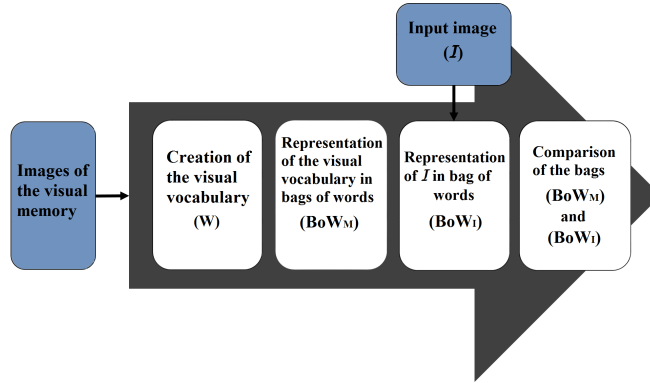 Input image
(I)
Images of
the visual
memory
Creation of
the visual
vocabulary
(W)
Representation
of the visual
vocabulary in
bags of words
(BoWM)
Representation
of I in bag of
words
(BoWI)
Comparison
of the bags
(BoWM)
and
(BoWI)